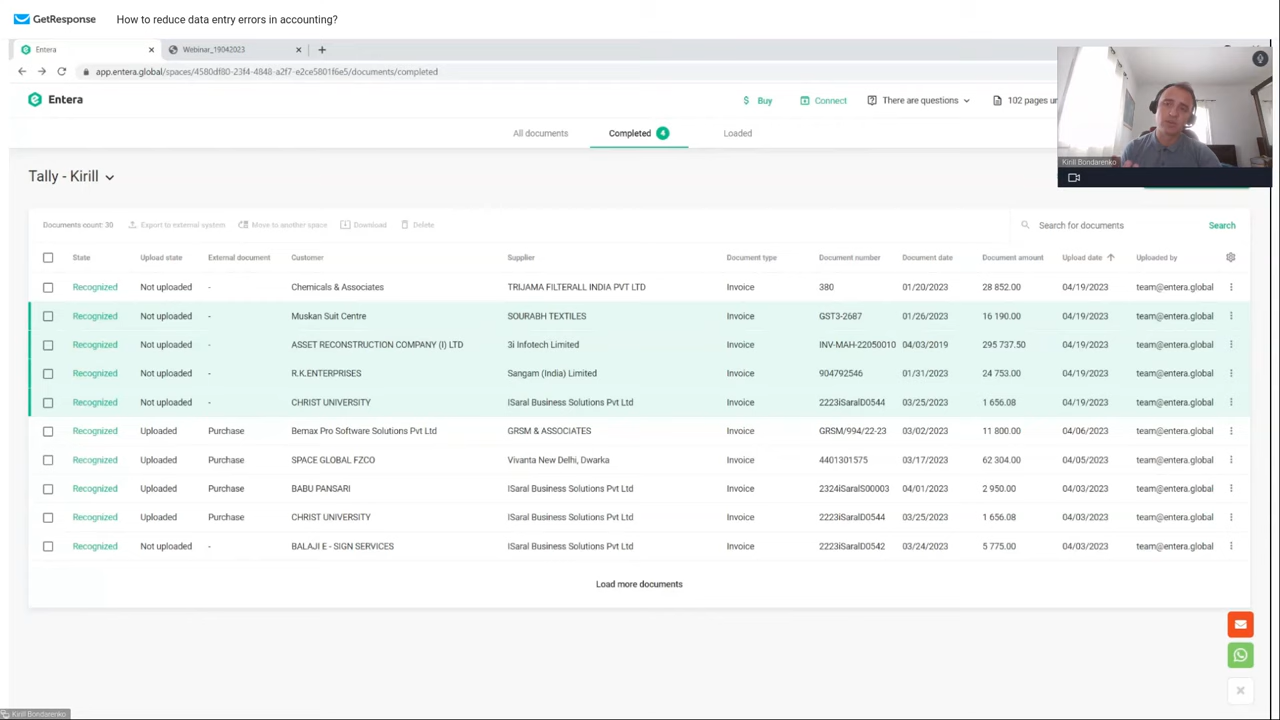 GetResponse How to reduce data entry errors in accounting?
Entera Webinar_19042023
app.entera.global/spaces/4580df80-23f4-4848-a2f7-e2ce5801f6e5/documents/completed
Entera $ Buy Connect There are questions 102 pages
All documents Completed 4 Loaded
Kirill Bondarenko
Tally - Kirill
Documents count: 30 Export to external system Move to another space Download Delete Search for documents Search
State Upload state External document Customer Supplier Document type Document number Document date Document amount Upload date Uploaded by
Recognized Not uploaded - Chemicals & Associates TRIJAMA FILTERALL INDIA PVT LTD Invoice 380 01/20/2023 28 852.00 04/19/2023 team@entera.global
Recognized Not uploaded - Muskan Suit Centre SOURABH TEXTILES Invoice GST3-2687 01/26/2023 16 190.00 04/19/2023 team@entera.global
Recognized Not uploaded - ASSET RECONSTRUCTION COMPANY (I) LTD 3i Infotech Limited Invoice INV-MAH-22050010 04/03/2019 295 737.50 04/19/2023 team@entera.global
Recognized Not uploaded - R.K.ENTERPRISES Sangam (India) Limited Invoice 904792546 01/31/2023 24 753.00 04/19/2023 team@entera.global
Recognized Not uploaded - CHRIST UNIVERSITY ISaral Business Solutions Pvt Ltd Invoice 2223iSaralD0544 03/25/2023 1 656.08 04/19/2023 team@entera.global
Recognized Uploaded Purchase Bemax Pro Software Solutions Pvt Ltd GRSM & ASSOCIATES Invoice GRSM/994/22-23 03/02/2023 11 800.00 04/06/2023 team@entera.global
Recognized Uploaded Purchase SPACE GLOBAL FZCO Vivanta New Delhi, Dwarka Invoice 4401301575 03/17/2023 62 304.00 04/05/2023 team@entera.global
Recognized Uploaded Purchase BABU PANSARI ISaral Business Solutions Pvt Ltd Invoice 2324iSaralS00003 04/01/2023 2 950.00 04/03/2023 team@entera.global
Recognized Uploaded Purchase CHRIST UNIVERSITY ISaral Business Solutions Pvt Ltd Invoice 2223iSaralD0544 03/25/2023 1 656.08 04/03/2023 team@entera.global
Recognized Not uploaded - BALAJI E - SIGN SERVICES ISaral Business Solutions Pvt Ltd Invoice 2223iSaralD0542 03/24/2023 5 775.00 04/03/2023 team@entera.global
Load more documents
Kirill Bondarenko